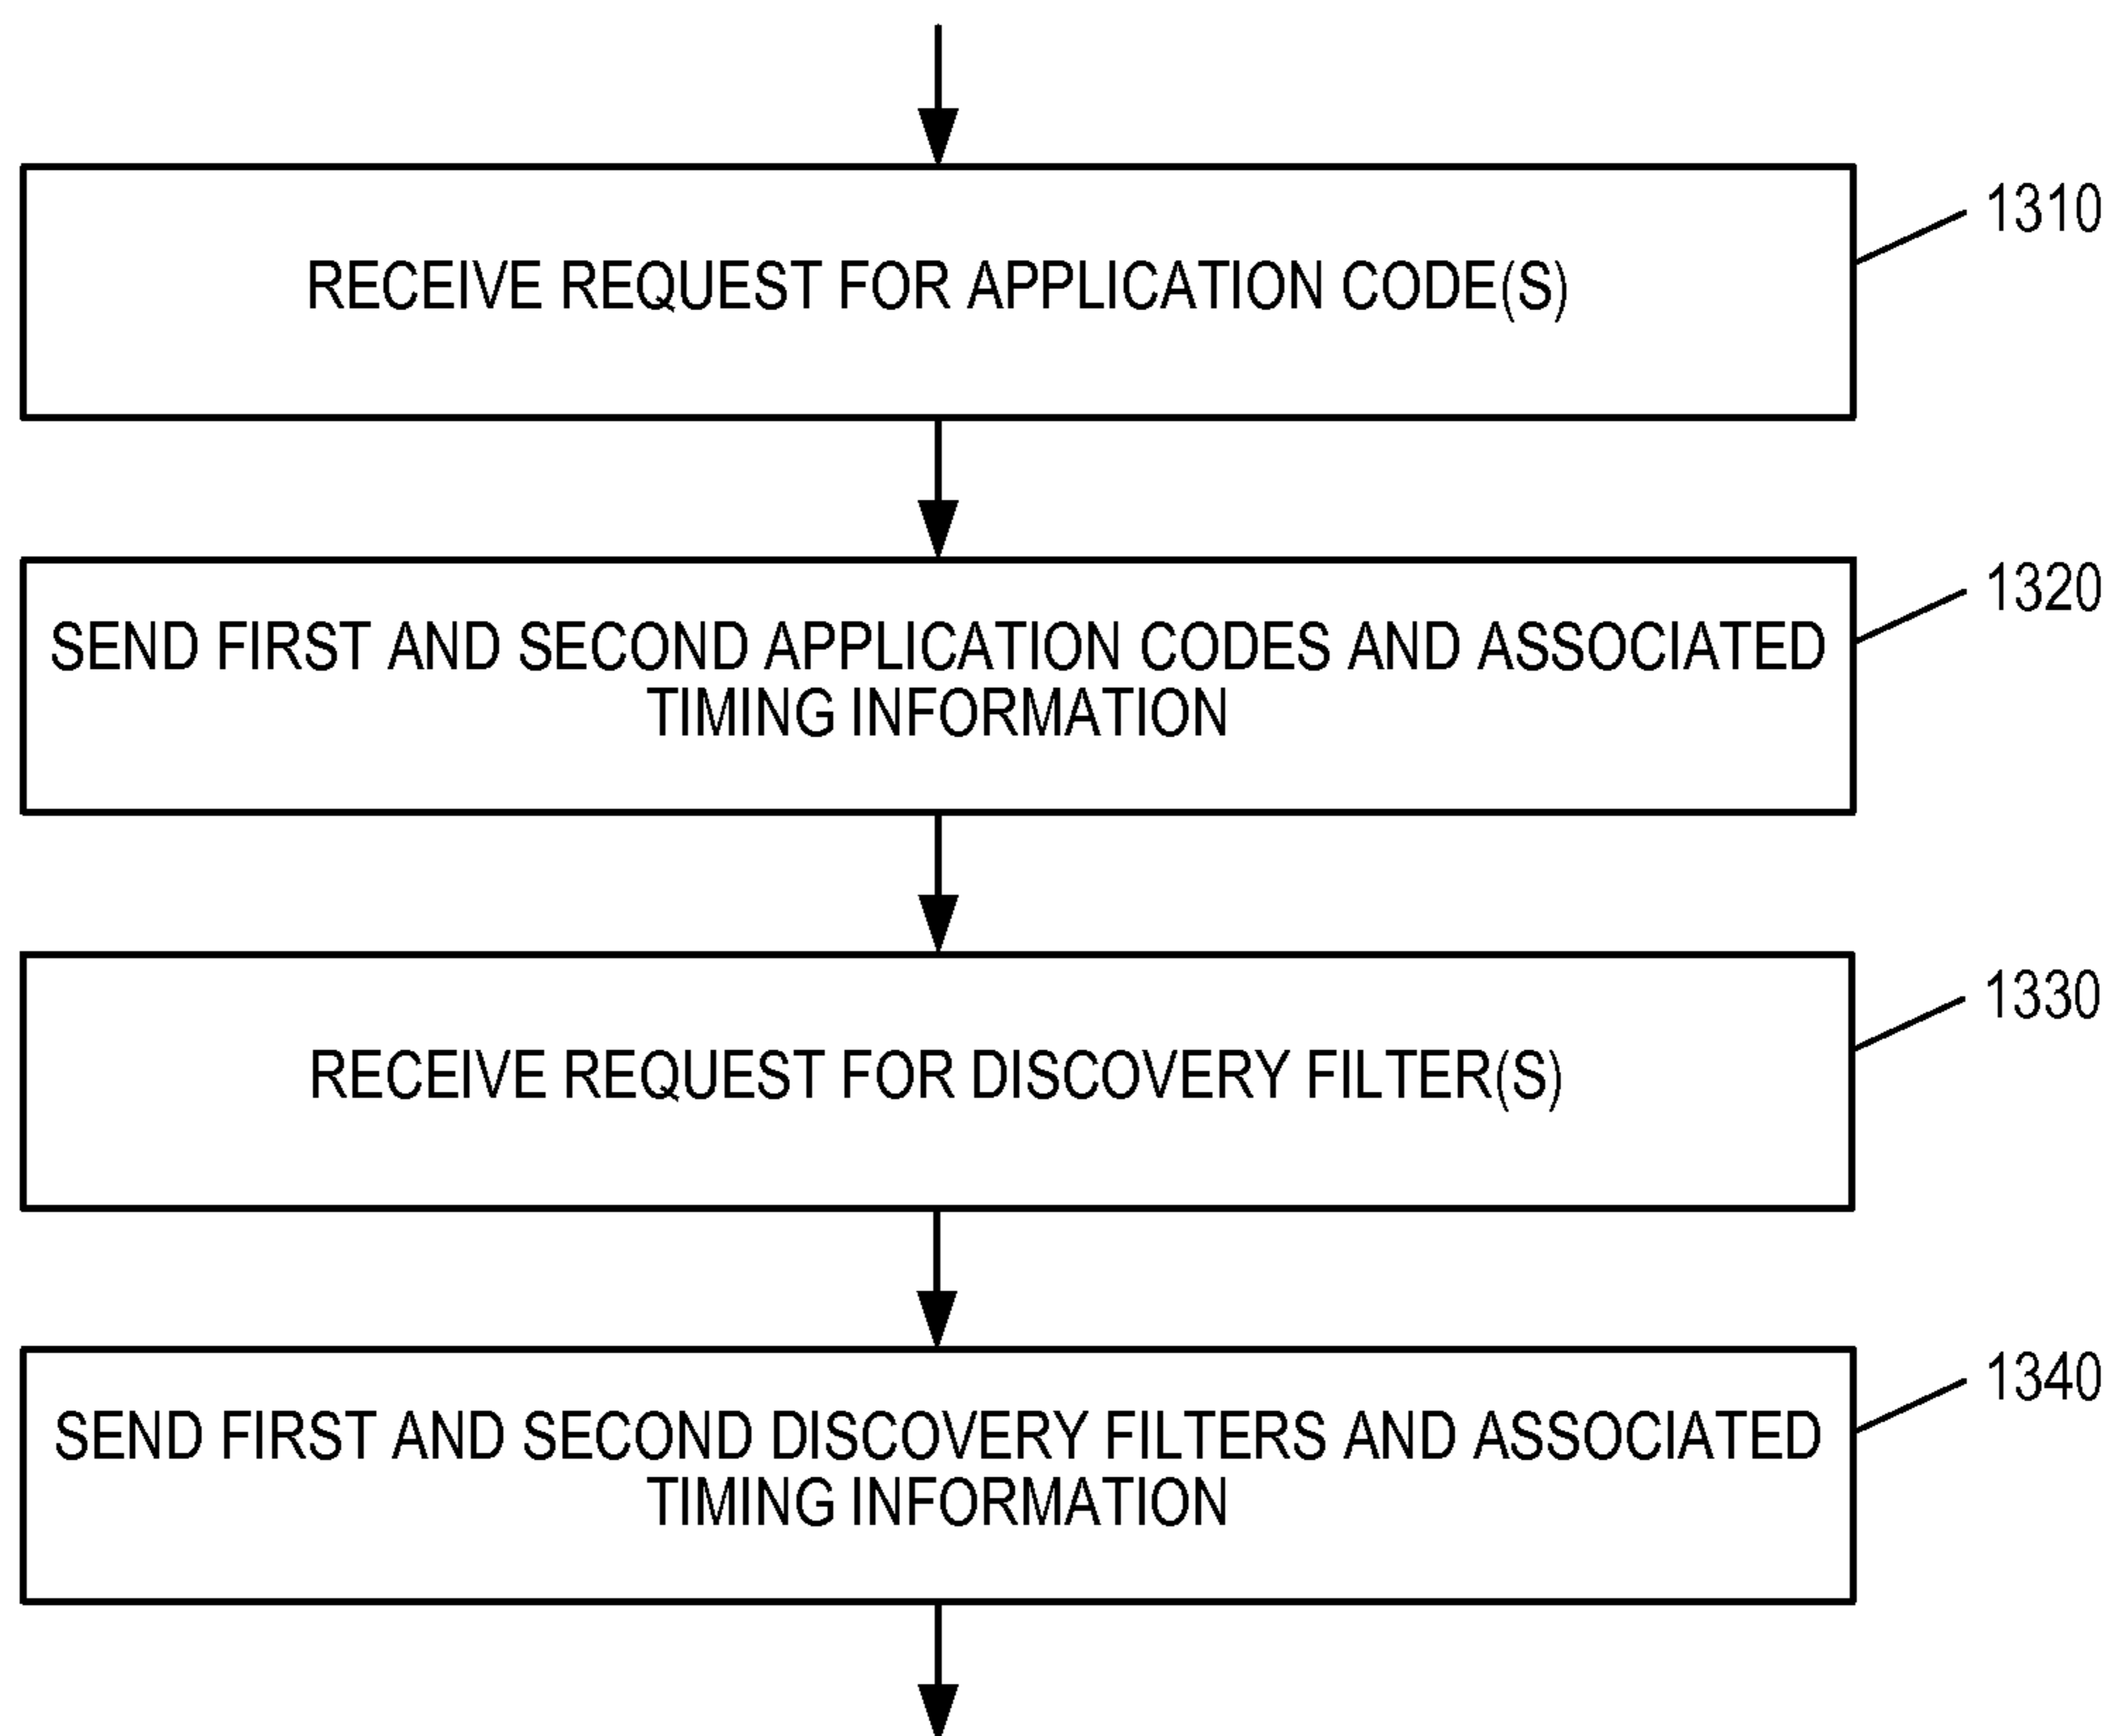 RECEIVE REQUEST FOR APPLICATION CODE(S)
1310
SEND FIRST AND SECOND APPLICATION CODES AND ASSOCIATED
TIMING INFORMATION
1320
RECEIVE REQUEST FOR DISCOVERY FILTER(S)
1330
SEND FIRST AND SECOND DISCOVERY FILTERS AND ASSOCIATED
TIMING INFORMATION
1340